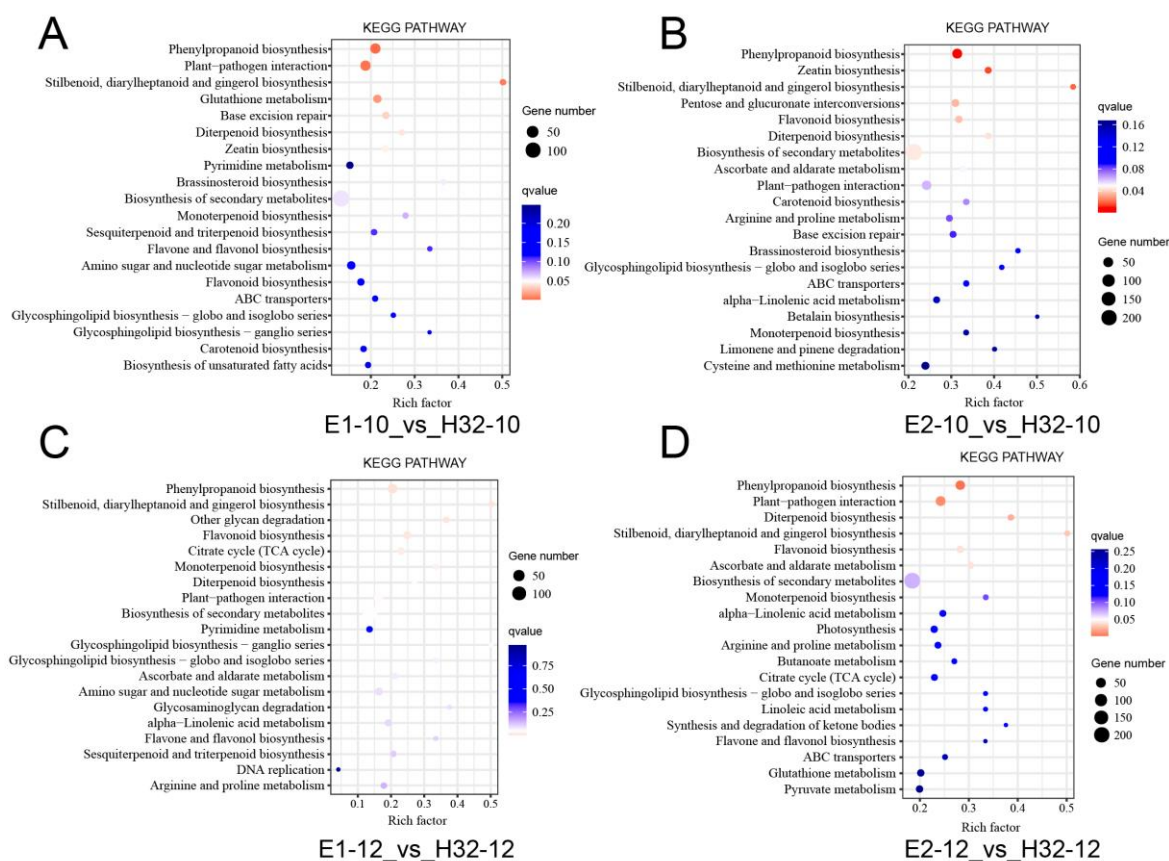 A
KEGG PATHWAY
Phenylpropanoid biosynthesis
Plant−pathogen interaction
Stilbenoid, diarylheptanoid and gingerol biosynthesis
Glutathione metabolism
Base excision repair
Diterpenoid biosynthesis
Zeatin biosynthesis
Pyrimidine metabolism
Brassinosteroid biosynthesis
Biosynthesis of secondary metabolites
Monoterpenoid biosynthesis
Sesquiterpenoid and triterpenoid biosynthesis
Flavone and flavonol biosynthesis
Amino sugar and nucleotide sugar metabolism
Flavonoid biosynthesis
ABC transporters
Glycosphingolipid biosynthesis − globo and isoglobo series
Glycosphingolipid biosynthesis − ganglio series
Carotenoid biosynthesis
Biosynthesis of unsaturated fatty acids
0.2 0.3 0.4 0.5
Rich factor
Gene number
50
100
qvalue
0.20
0.15
0.10
0.05
E1-10_vs_H32-10
B
KEGG PATHWAY
Phenylpropanoid biosynthesis
Zeatin biosynthesis
Stilbenoid, diarylheptanoid and gingerol biosynthesis
Pentose and glucuronate interconversions
Flavonoid biosynthesis
Diterpenoid biosynthesis
Biosynthesis of secondary metabolites
Ascorbate and aldarate metabolism
Plant−pathogen interaction
Carotenoid biosynthesis
Arginine and proline metabolism
Base excision repair
Brassinosteroid biosynthesis
Glycosphingolipid biosynthesis − globo and isoglobo series
ABC transporters
alpha−Linolenic acid metabolism
Betalain biosynthesis
Monoterpenoid biosynthesis
Limonene and pinene degradation
Cysteine and methionine metabolism
0.2 0.3 0.4 0.5 0.6
Rich factor
qvalue
0.16
0.12
0.08
0.04
Gene number
50
100
150
200
E2-10_vs_H32-10
C
KEGG PATHWAY
Phenylpropanoid biosynthesis
Stilbenoid, diarylheptanoid and gingerol biosynthesis
Other glycan degradation
Flavonoid biosynthesis
Citrate cycle (TCA cycle)
Monoterpenoid biosynthesis
Diterpenoid biosynthesis
Plant−pathogen interaction
Biosynthesis of secondary metabolites
Pyrimidine metabolism
Glycosphingolipid biosynthesis − ganglio series
Glycosphingolipid biosynthesis − globo and isoglobo series
Ascorbate and aldarate metabolism
Amino sugar and nucleotide sugar metabolism
Glycosaminoglycan degradation
alpha−Linolenic acid metabolism
Flavone and flavonol biosynthesis
Sesquiterpenoid and triterpenoid biosynthesis
DNA replication
Arginine and proline metabolism
0.1 0.2 0.3 0.4 0.5
Rich factor
Gene number
50
100
qvalue
0.75
0.50
0.25
E1-12_vs_H32-12
D
KEGG PATHWAY
Phenylpropanoid biosynthesis
Plant−pathogen interaction
Diterpenoid biosynthesis
Stilbenoid, diarylheptanoid and gingerol biosynthesis
Flavonoid biosynthesis
Ascorbate and aldarate metabolism
Biosynthesis of secondary metabolites
Monoterpenoid biosynthesis
alpha−Linolenic acid metabolism
Photosynthesis
Arginine and proline metabolism
Butanoate metabolism
Citrate cycle (TCA cycle)
Glycosphingolipid biosynthesis − globo and isoglobo series
Linoleic acid metabolism
Synthesis and degradation of ketone bodies
Flavone and flavonol biosynthesis
ABC transporters
Glutathione metabolism
Pyruvate metabolism
0.2 0.3 0.4 0.5
Rich factor
qvalue
0.25
0.20
0.15
0.10
0.05
Gene number
50
100
150
200
E2-12_vs_H32-12